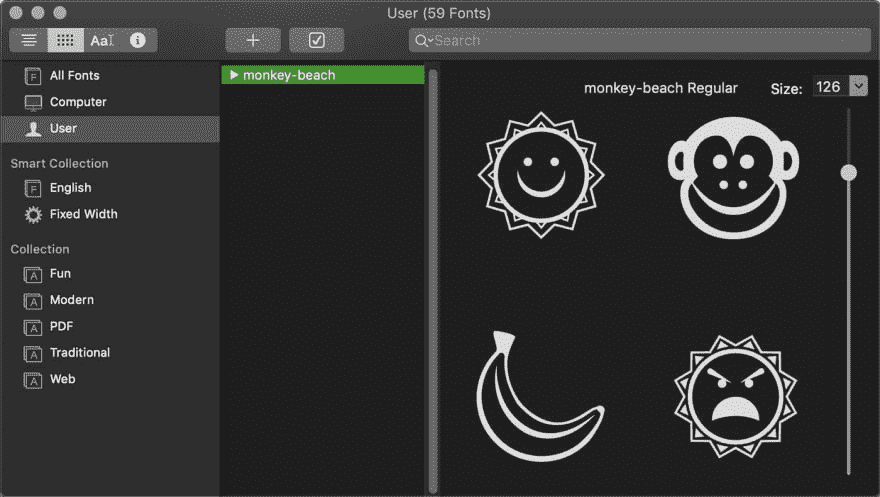 User (59 Fonts)
Aa
Search
All Fonts
Computer
User
Smart Collection
English
Fixed Width
Collection
Fun
Modern
PDF
Traditional
Web
monkey-beach
monkey-beach Regular
Size: 126